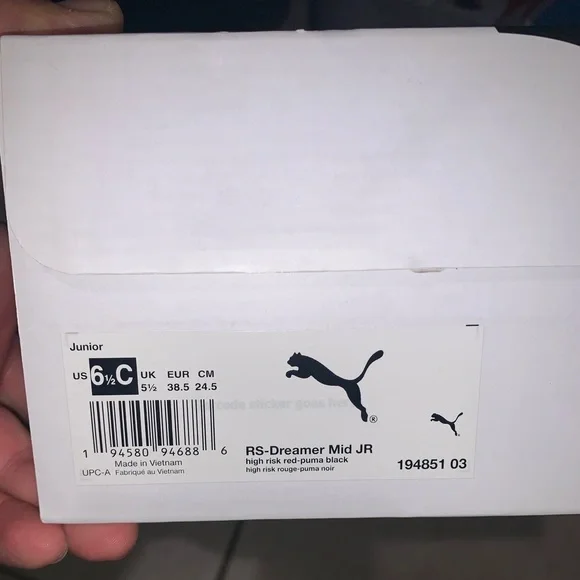 Junior
US 6½C UK EUR CM
5½ 38.5 24.5
1 94580 94688 6
Made in Vietnam
UPC-A Fabriqué au Vietnam
®
RS-Dreamer Mid JR
high risk red-puma black
high risk rouge-puma noir
194851 03